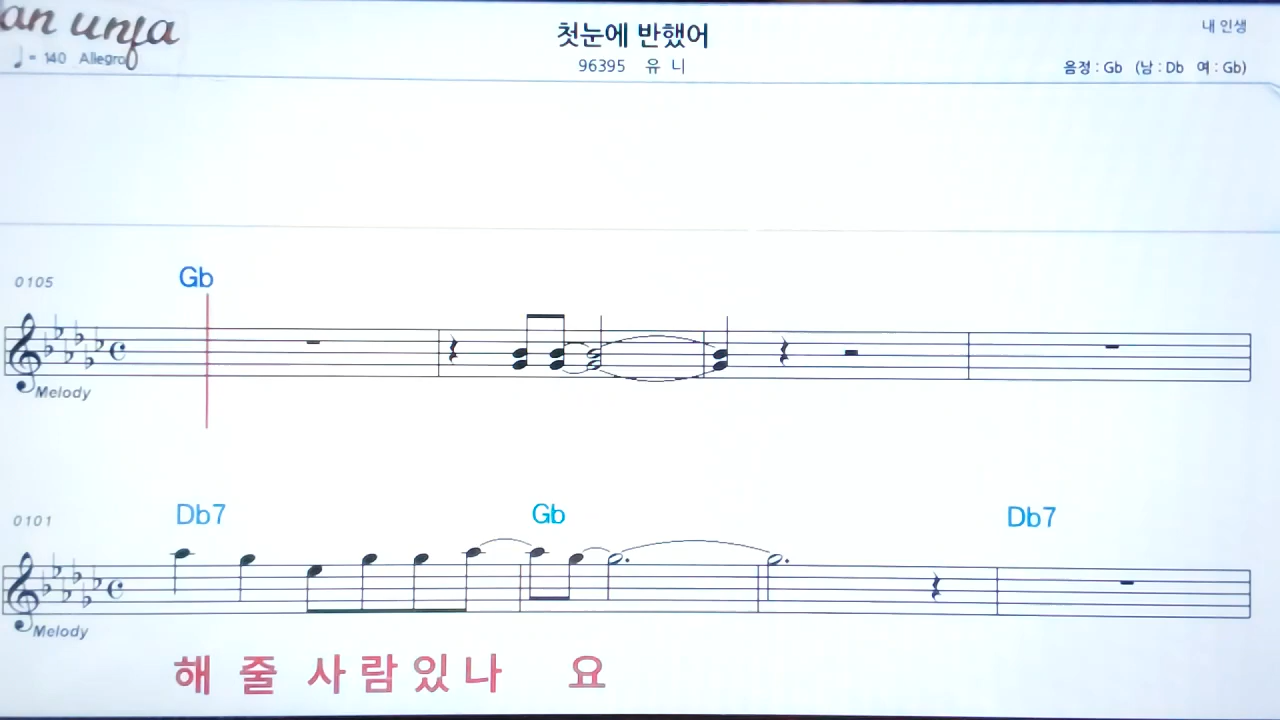 an unja
첫눈에 반했어
내 인생
♩= 140 Allegro
96395 유 니
음정 : Gb (남 : Db 여 : Gb)
0105
Gb
Melody
0101
Db7 Gb Db7
Melody
해 줄 사 람 있 나 요